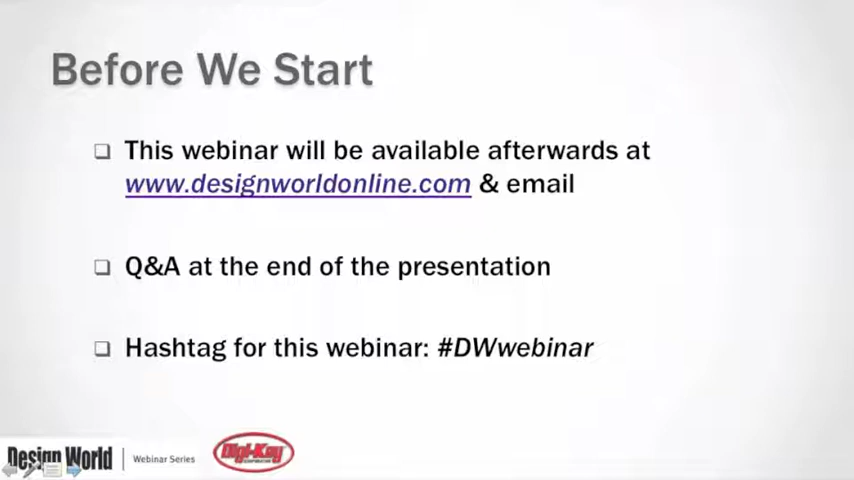 Before We Start
This webinar will be available afterwards at
www.designworldonline.com & email
Q&A at the end of the presentation
Hashtag for this webinar: #DWwebinar
Design World
Webinar Series
Digi-Key
CORPORATION